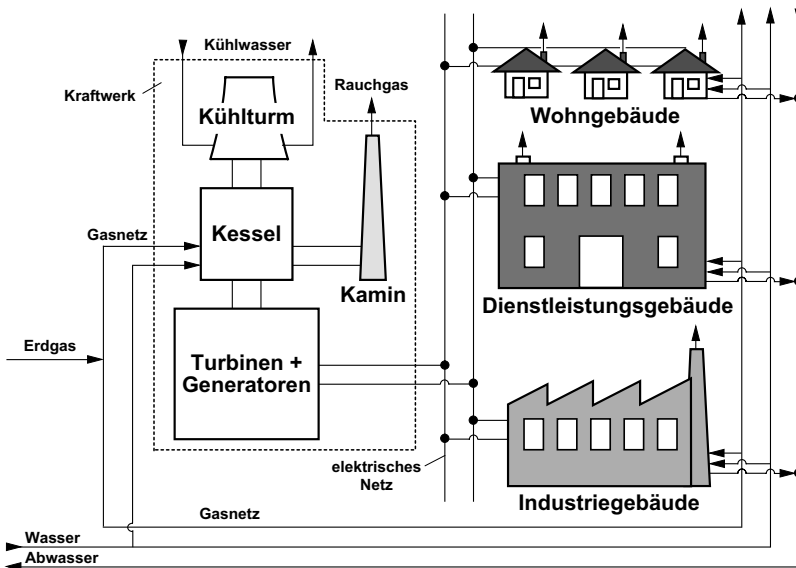 Kühlwasser
Kraftwerk
Rauchgas
Kühlturm
Wohngebäude
Gasnetz
Kessel
Kamin
Dienstleistungsgebäude
Erdgas
Turbinen +
Generatoren
elektrisches
Netz
Industriegebäude
Gasnetz
Wasser
Abwasser